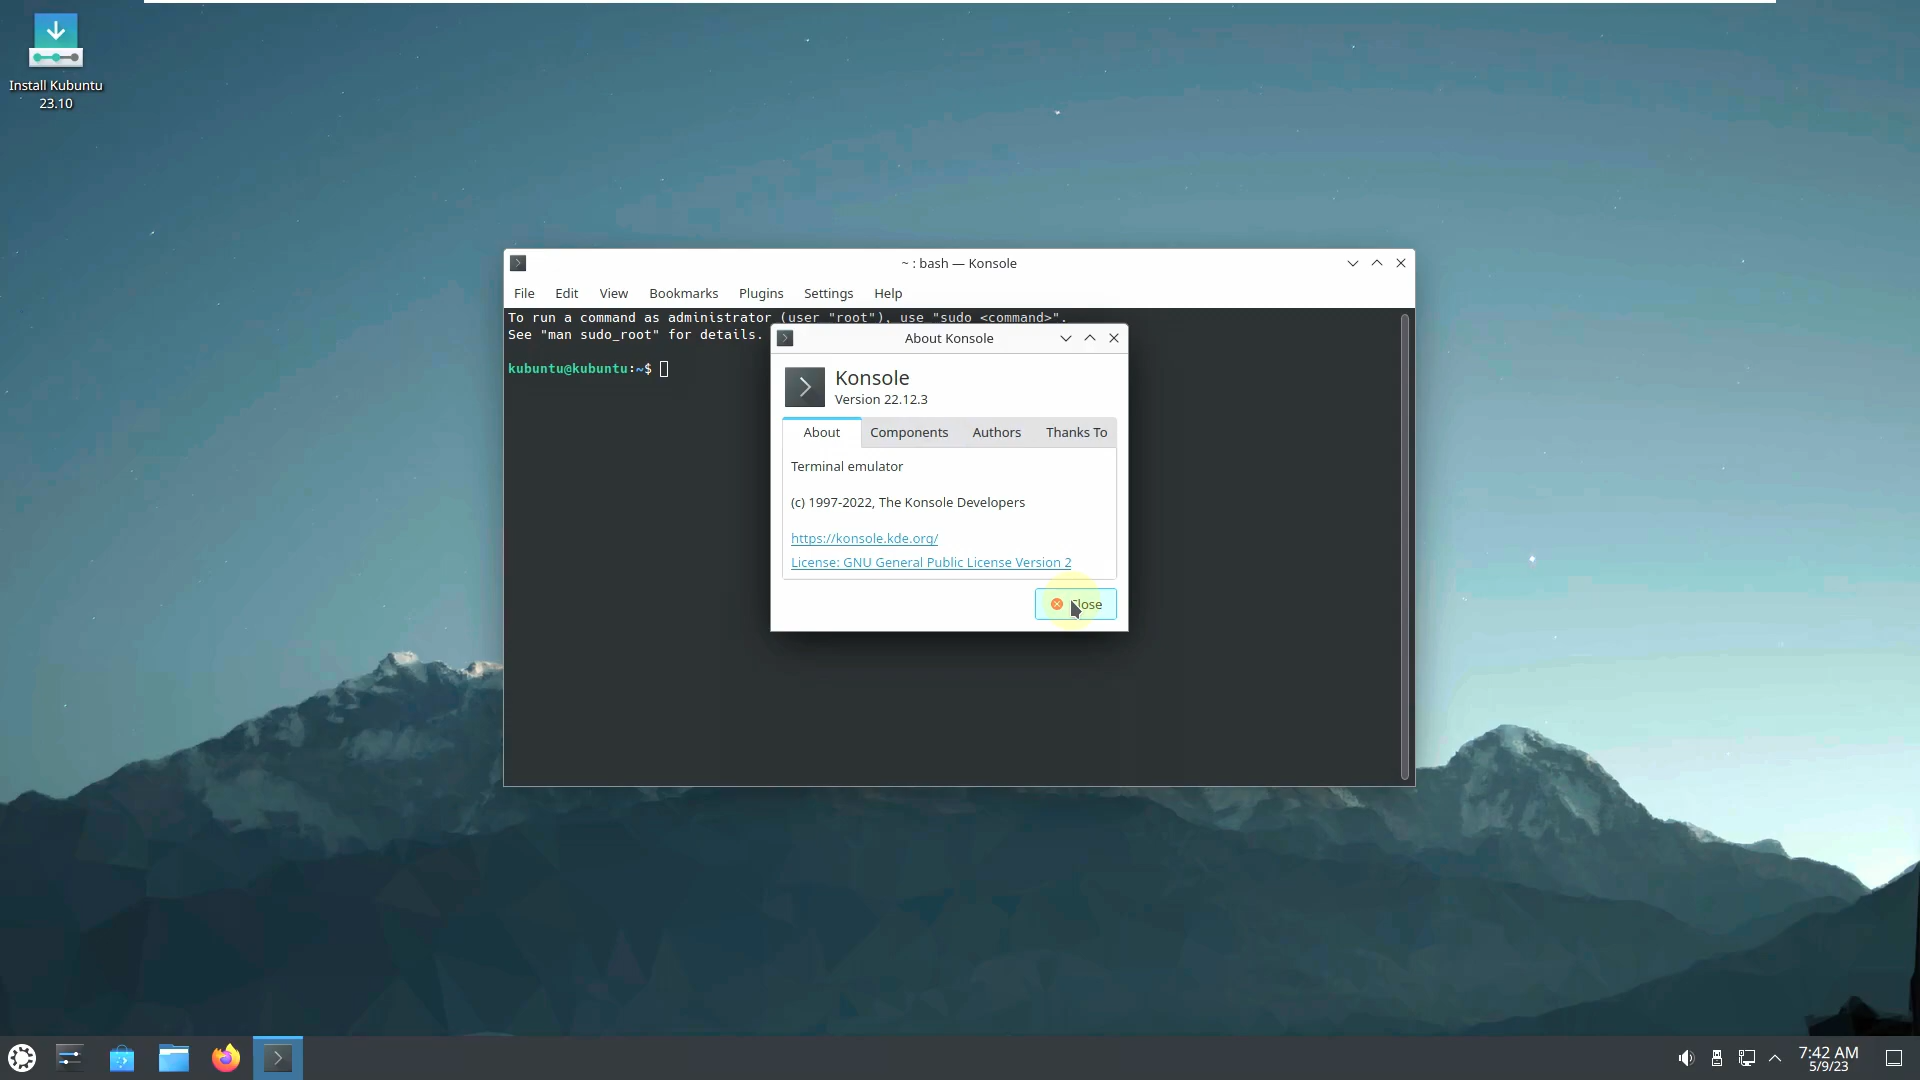 Install Kubuntu
23.10
~ : bash — Konsole
File Edit View Bookmarks Plugins Settings Help
To run a command as administrator (user "root"), use "sudo <command>".
See "man sudo_root" for details.
kubuntu@kubuntu:~$
About Konsole
Konsole
Version 22.12.3
About Components Authors Thanks To
Terminal emulator
(c) 1997-2022, The Konsole Developers
https://konsole.kde.org/
License: GNU General Public License Version 2
Close
7:42 AM
5/9/23